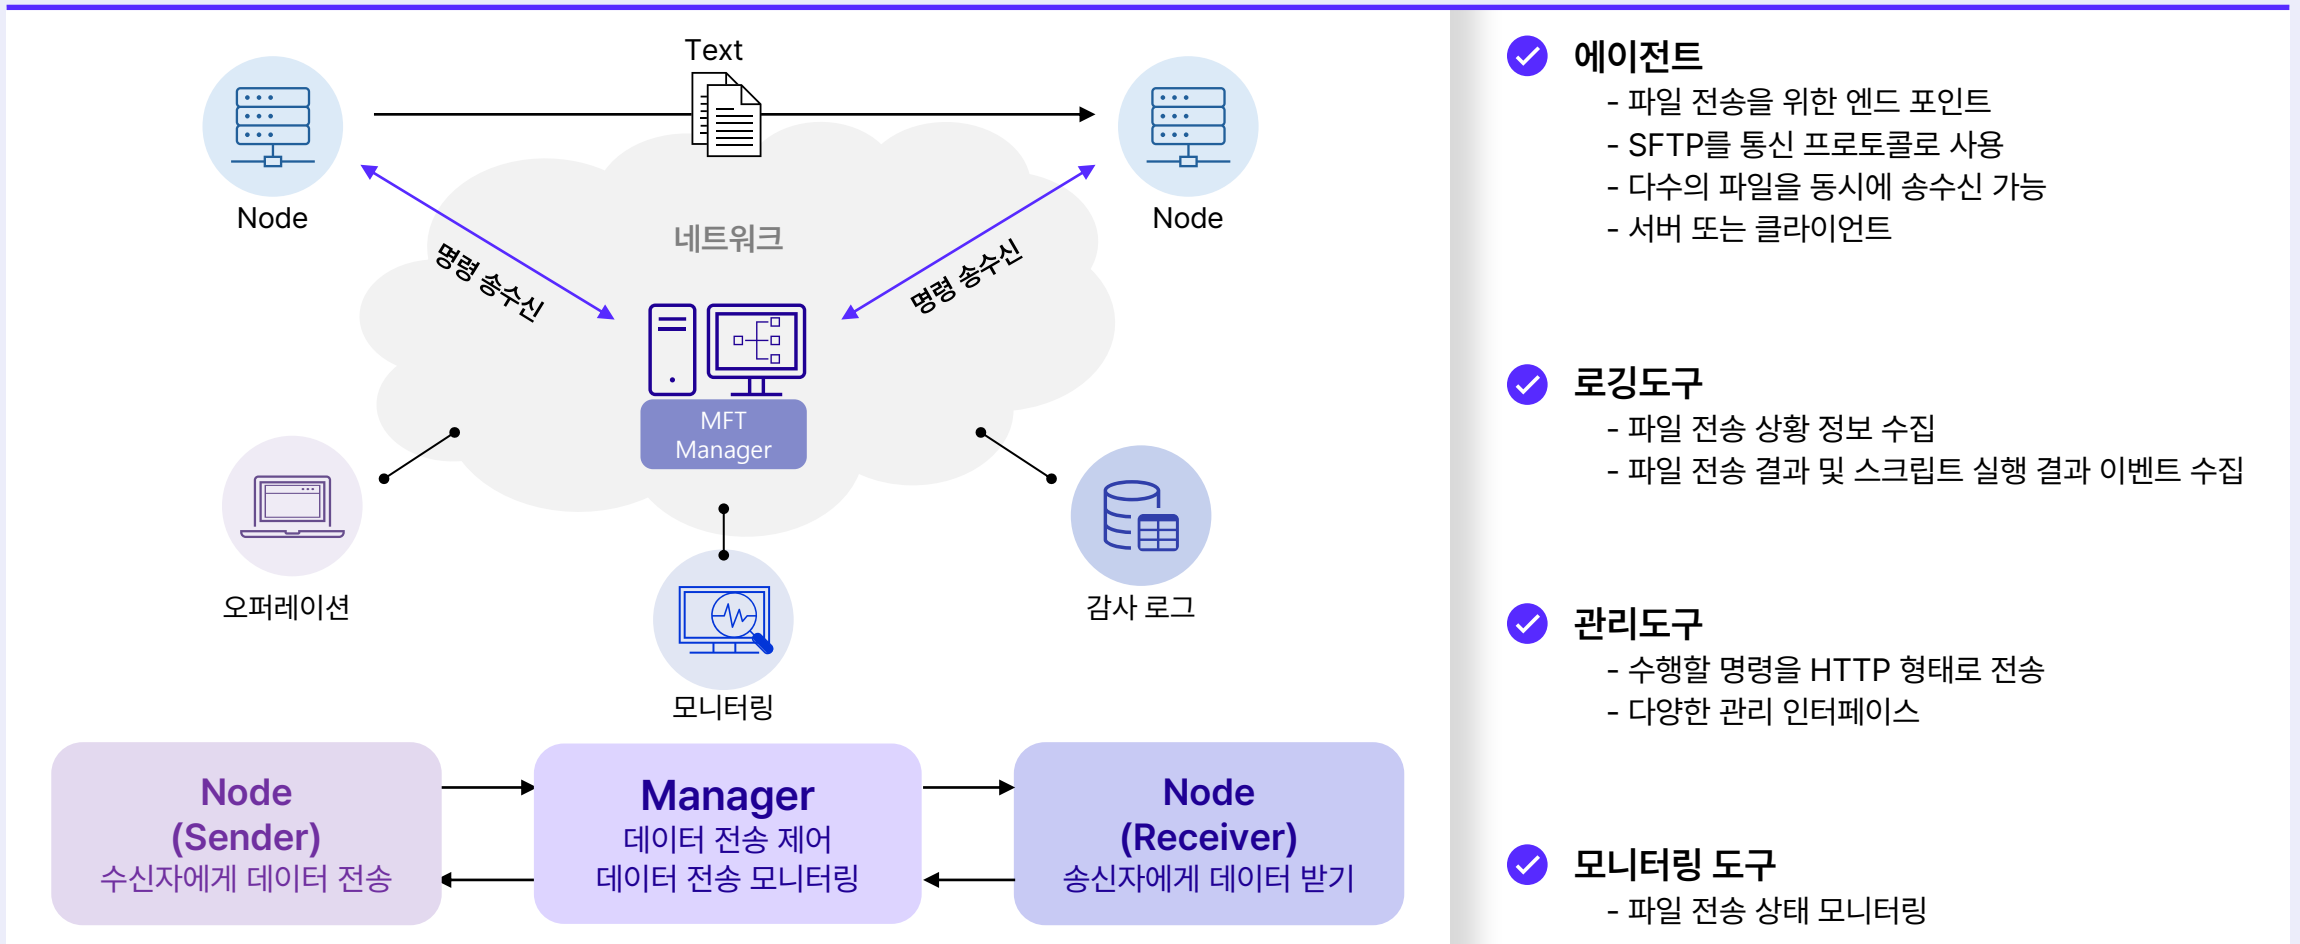 Text
Node
Node
네트워크
명령 송수신
명령 송수신
MFT
Manager
오퍼레이션
감사 로그
모니터링
Node
(Sender)
수신자에게 데이터 전송
Manager
데이터 전송 제어
데이터 전송 모니터링
Node
(Receiver)
송신자에게 데이터 받기
에이전트
- 파일 전송을 위한 엔드 포인트
- SFTP를 통신 프로토콜로 사용
- 다수의 파일을 동시에 송수신 가능
- 서버 또는 클라이언트
로깅도구
- 파일 전송 상황 정보 수집
- 파일 전송 결과 및 스크립트 실행 결과 이벤트 수집
관리도구
- 수행할 명령을 HTTP 형태로 전송
- 다양한 관리 인터페이스
모니터링 도구
- 파일 전송 상태 모니터링